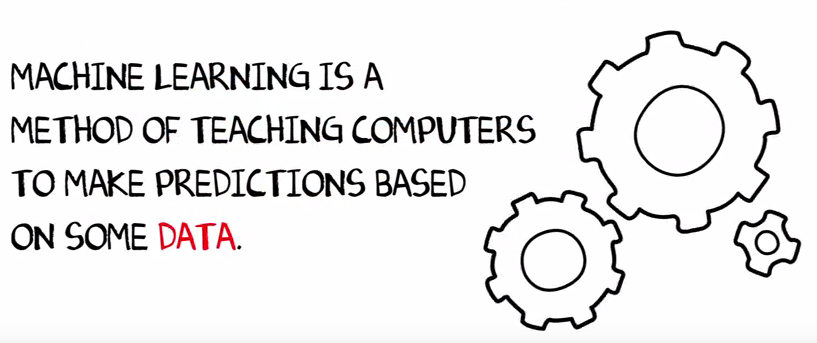 MACHINE LEARNING IS A
METHOD OF TEACHING COMPUTERS
TO MAKE PREDICTIONS BASED
ON SOME DATA.